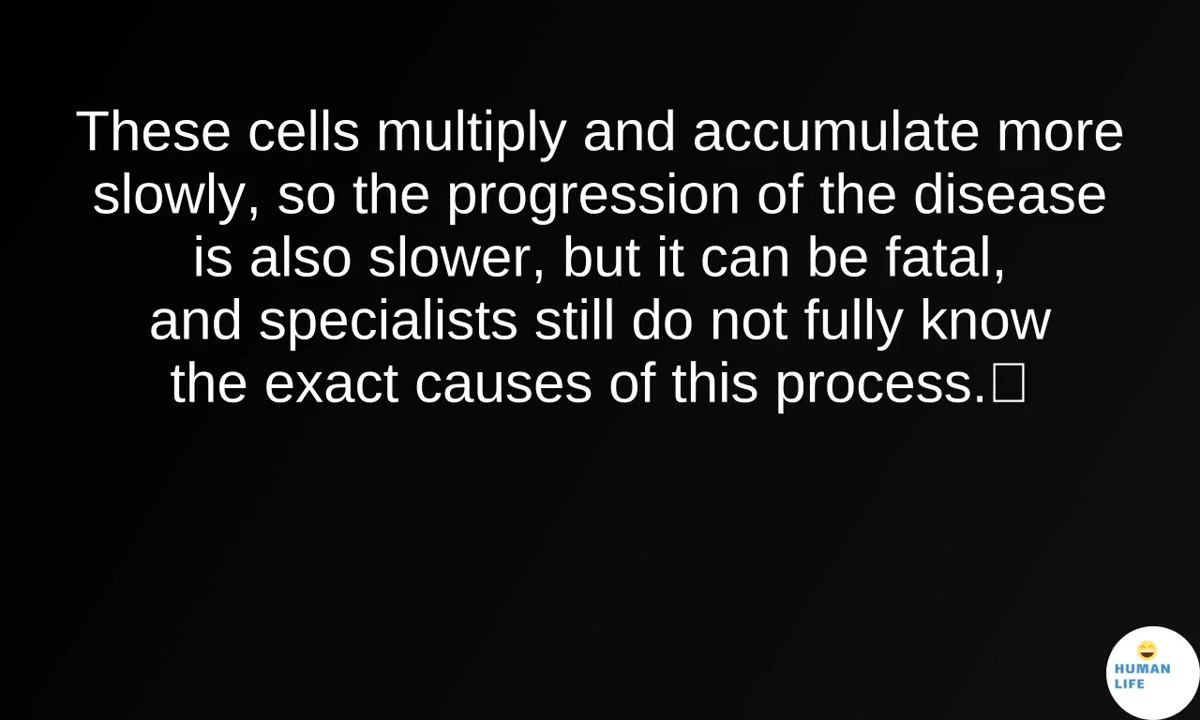 These cells multiply and accumulate more
slowly, so the progression of the disease
is also slower, but it can be fatal,
and specialists still do not fully know
the exact causes of this process.
HUMAN
LIFE